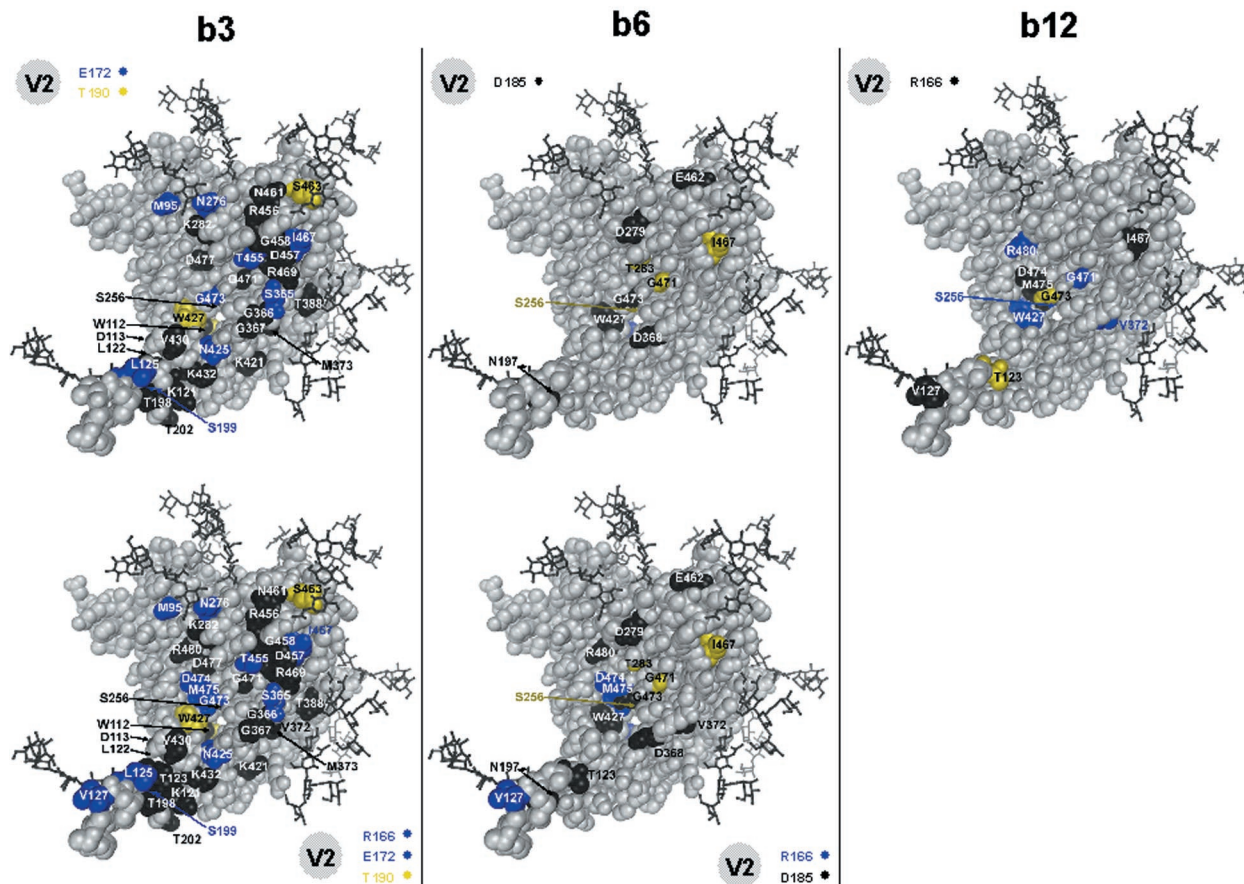 b3
b6
b12
V2
E172
T190
S463
N461
M95
N276
R456
K282
G458
I467
D457
D477
T455
R469
Q471
S256
G473
S365
T388
W427
G366
W112
G367
D113
V430
N425
L122
K421
M373
L125
K432
K121
T198
T202
S199
V2
D185
E462
D279
I467
T283
G471
S256
G473
W427
D368
N197
V2
R166
I467
R480
D474
G471
M475
S256
G473
W427
V372
T123
V127
S463
N461
M95
N276
R456
K282
G458
I467
R480
D457
D477
T455
R469
D474
G471
M475
S256
G473
S365
T388
W427
G366
W112
V372
D113
V430
G367
L122
N425
M373
L125
T123
K432
K421
V127
K121
T198
T202
S199
V2
R166
E172
T190
E462
D279
R480
I467
T283
D474
G471
M475
S256
G473
W427
V372
D368
N197
T123
V127
V2
R166
D185